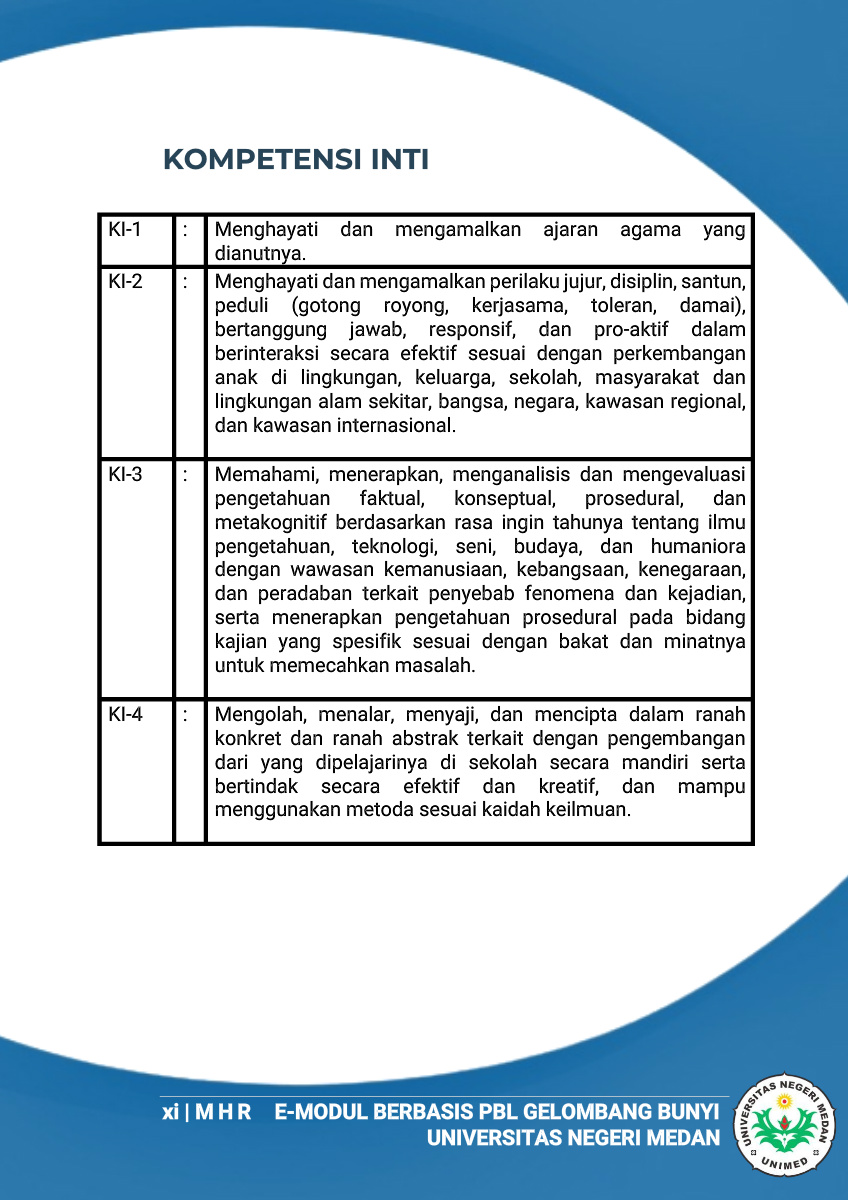 KOMPETENSI INTI
KI-1 : Menghayati dan mengamalkan ajaran agama yang
dianutnya.
KI-2 : Menghayati dan mengamalkan perilaku jujur, disiplin, santun,
peduli (gotong royong, kerjasama, toleran, damai),
bertanggung jawab, responsif, dan pro-aktif dalam
berinteraksi secara efektif sesuai dengan perkembangan
anak di lingkungan, keluarga, sekolah, masyarakat dan
lingkungan alam sekitar, bangsa, negara, kawasan regional,
dan kawasan internasional.
KI-3 : Memahami, menerapkan, menganalisis dan mengevaluasi
pengetahuan faktual, konseptual, prosedural, dan
metakognitif berdasarkan rasa ingin tahunya tentang ilmu
pengetahuan, teknologi, seni, budaya, dan humaniora
dengan wawasan kemanusiaan, kebangsaan, kenegaraan,
dan peradaban terkait penyebab fenomena dan kejadian,
serta menerapkan pengetahuan prosedural pada bidang
kajian yang spesifik sesuai dengan bakat dan minatnya
untuk memecahkan masalah.
KI-4 : Mengolah, menalar, menyaji, dan mencipta dalam ranah
konkret dan ranah abstrak terkait dengan pengembangan
dari yang dipelajarinya di sekolah secara mandiri serta
bertindak secara efektif dan kreatif, dan mampu
menggunakan metoda sesuai kaidah keilmuan.
xi | M H R E-MODUL BERBASIS PBL GELOMBANG BUNYI
UNIVERSITAS NEGERI MEDAN
UNIVERSITAS NEGERI MEDAN
UNIMED